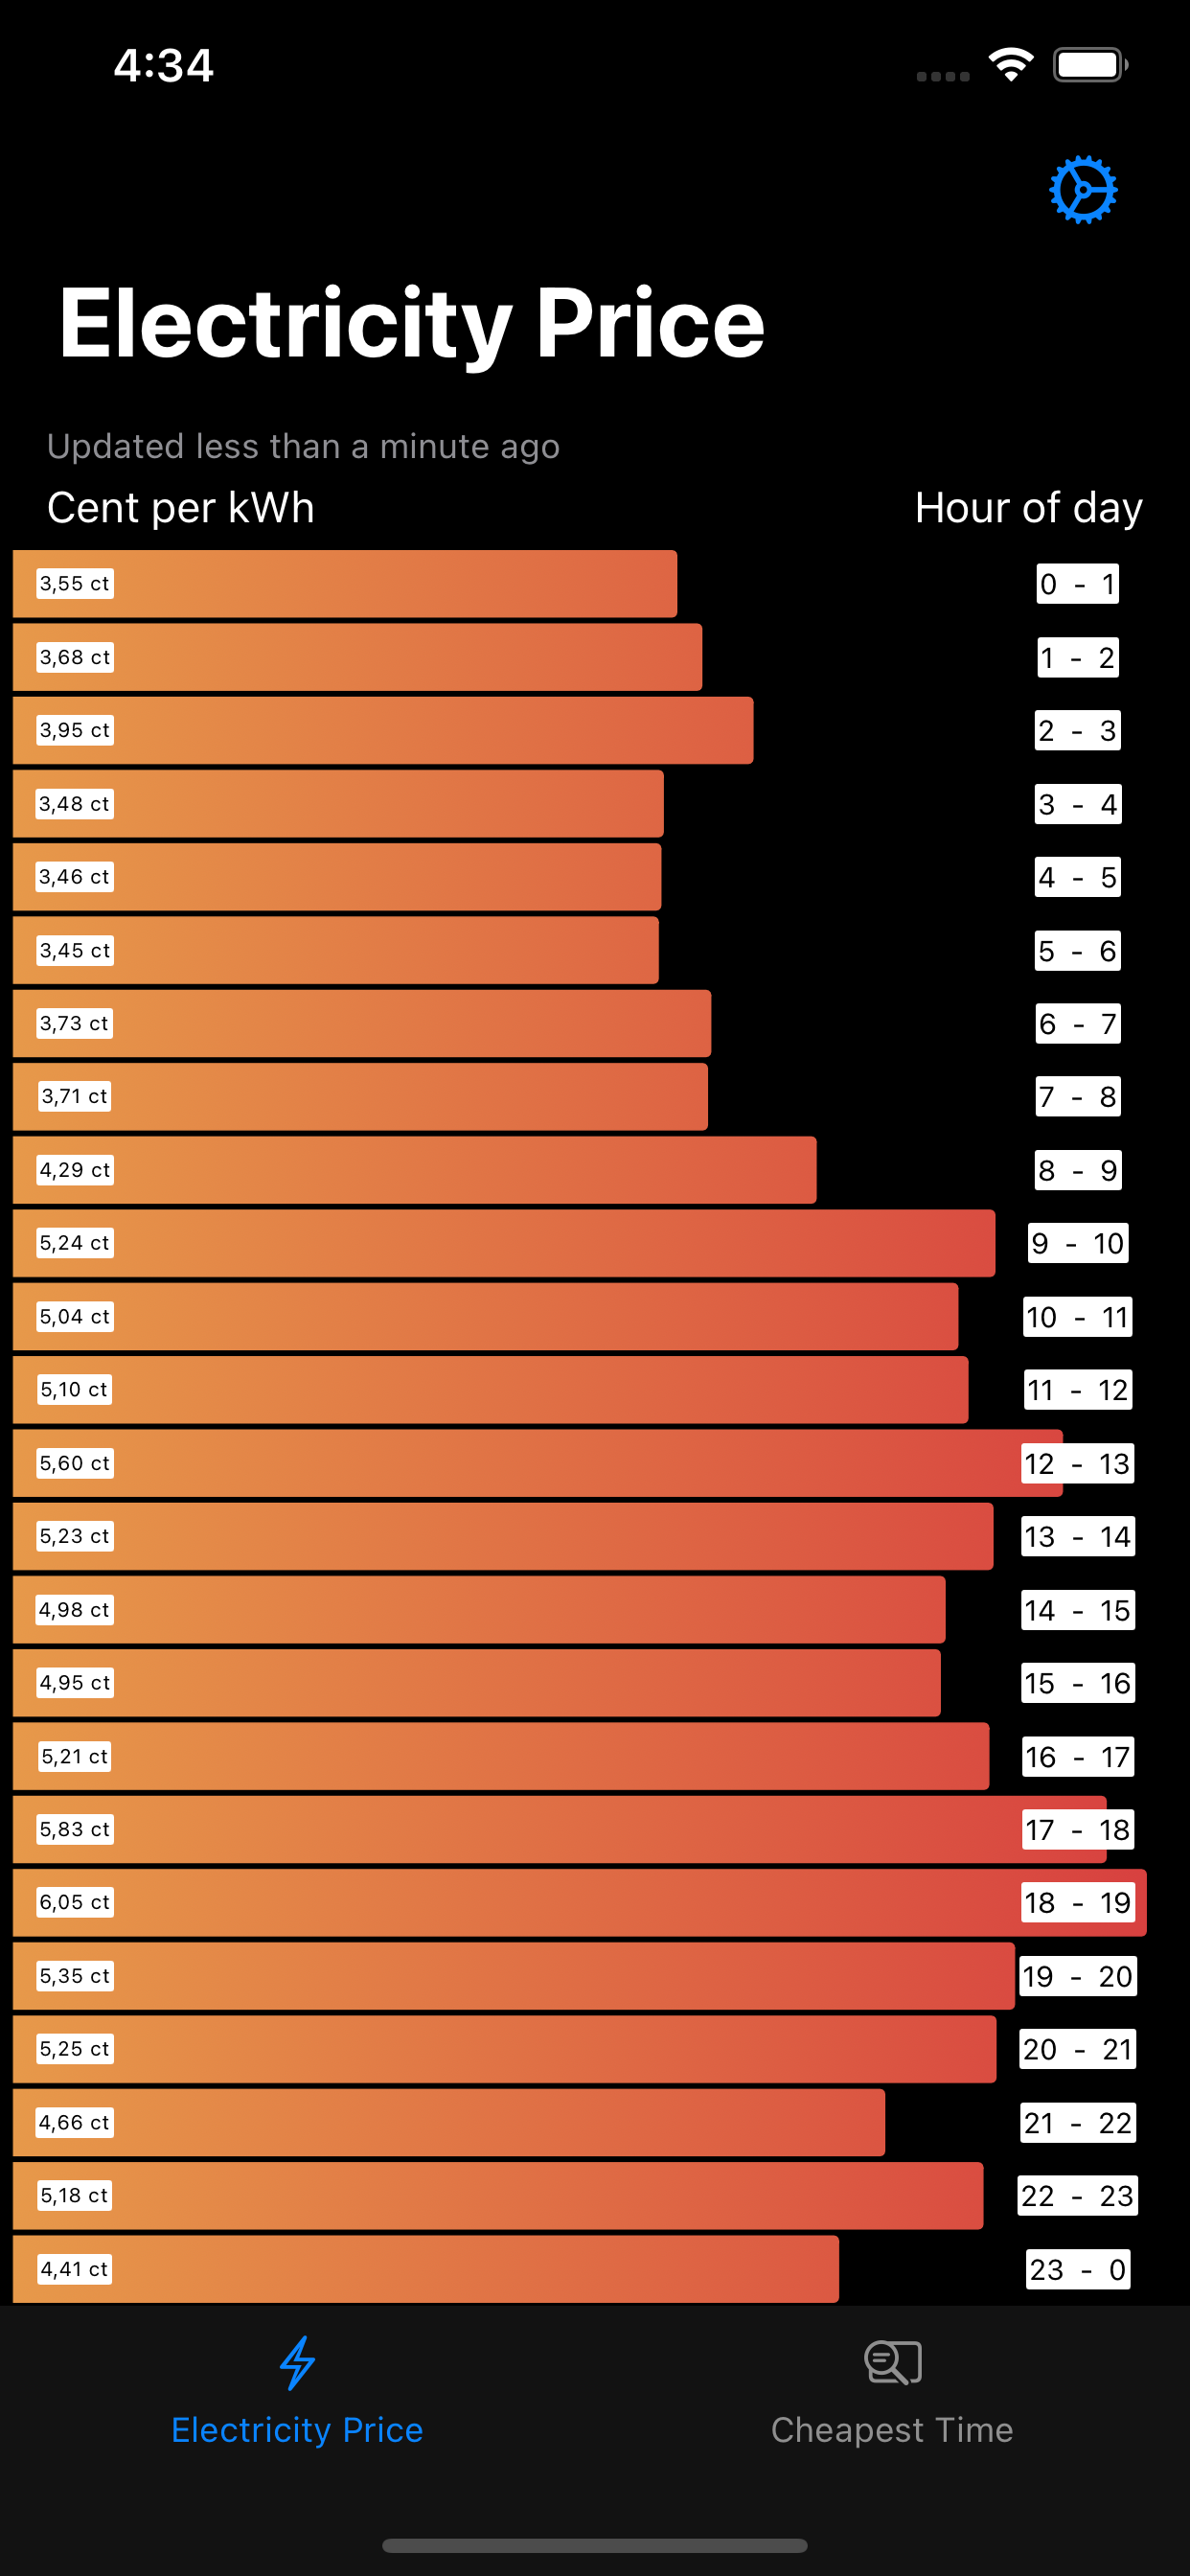 4:34
Electricity Price
Updated less than a minute ago
Cent per kWh Hour of day
3,55 ct 0 - 1
3,68 ct 1 - 2
3,95 ct 2 - 3
3,48 ct 3 - 4
3,46 ct 4 - 5
3,45 ct 5 - 6
3,73 ct 6 - 7
3,71 ct 7 - 8
4,29 ct 8 - 9
5,24 ct 9 - 10
5,04 ct 10 - 11
5,10 ct 11 - 12
5,60 ct 12 - 13
5,23 ct 13 - 14
4,98 ct 14 - 15
4,95 ct 15 - 16
5,21 ct 16 - 17
5,83 ct 17 - 18
6,05 ct 18 - 19
5,35 ct 19 - 20
5,25 ct 20 - 21
4,66 ct 21 - 22
5,18 ct 22 - 23
4,41 ct 23 - 0
Electricity Price Cheapest Time